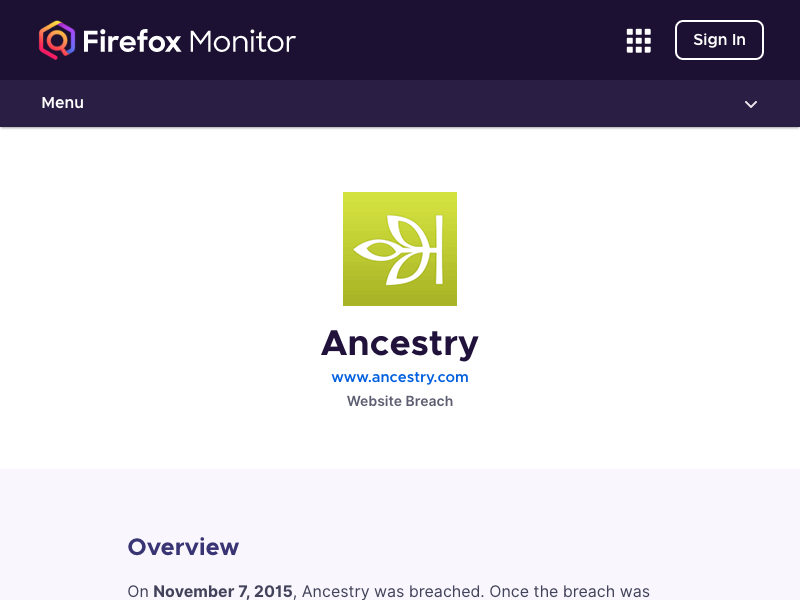 Firefox Monitor
Sign In
Menu
Ancestry
www.ancestry.com
Website Breach
Overview
On November 7, 2015, Ancestry was breached. Once the breach was